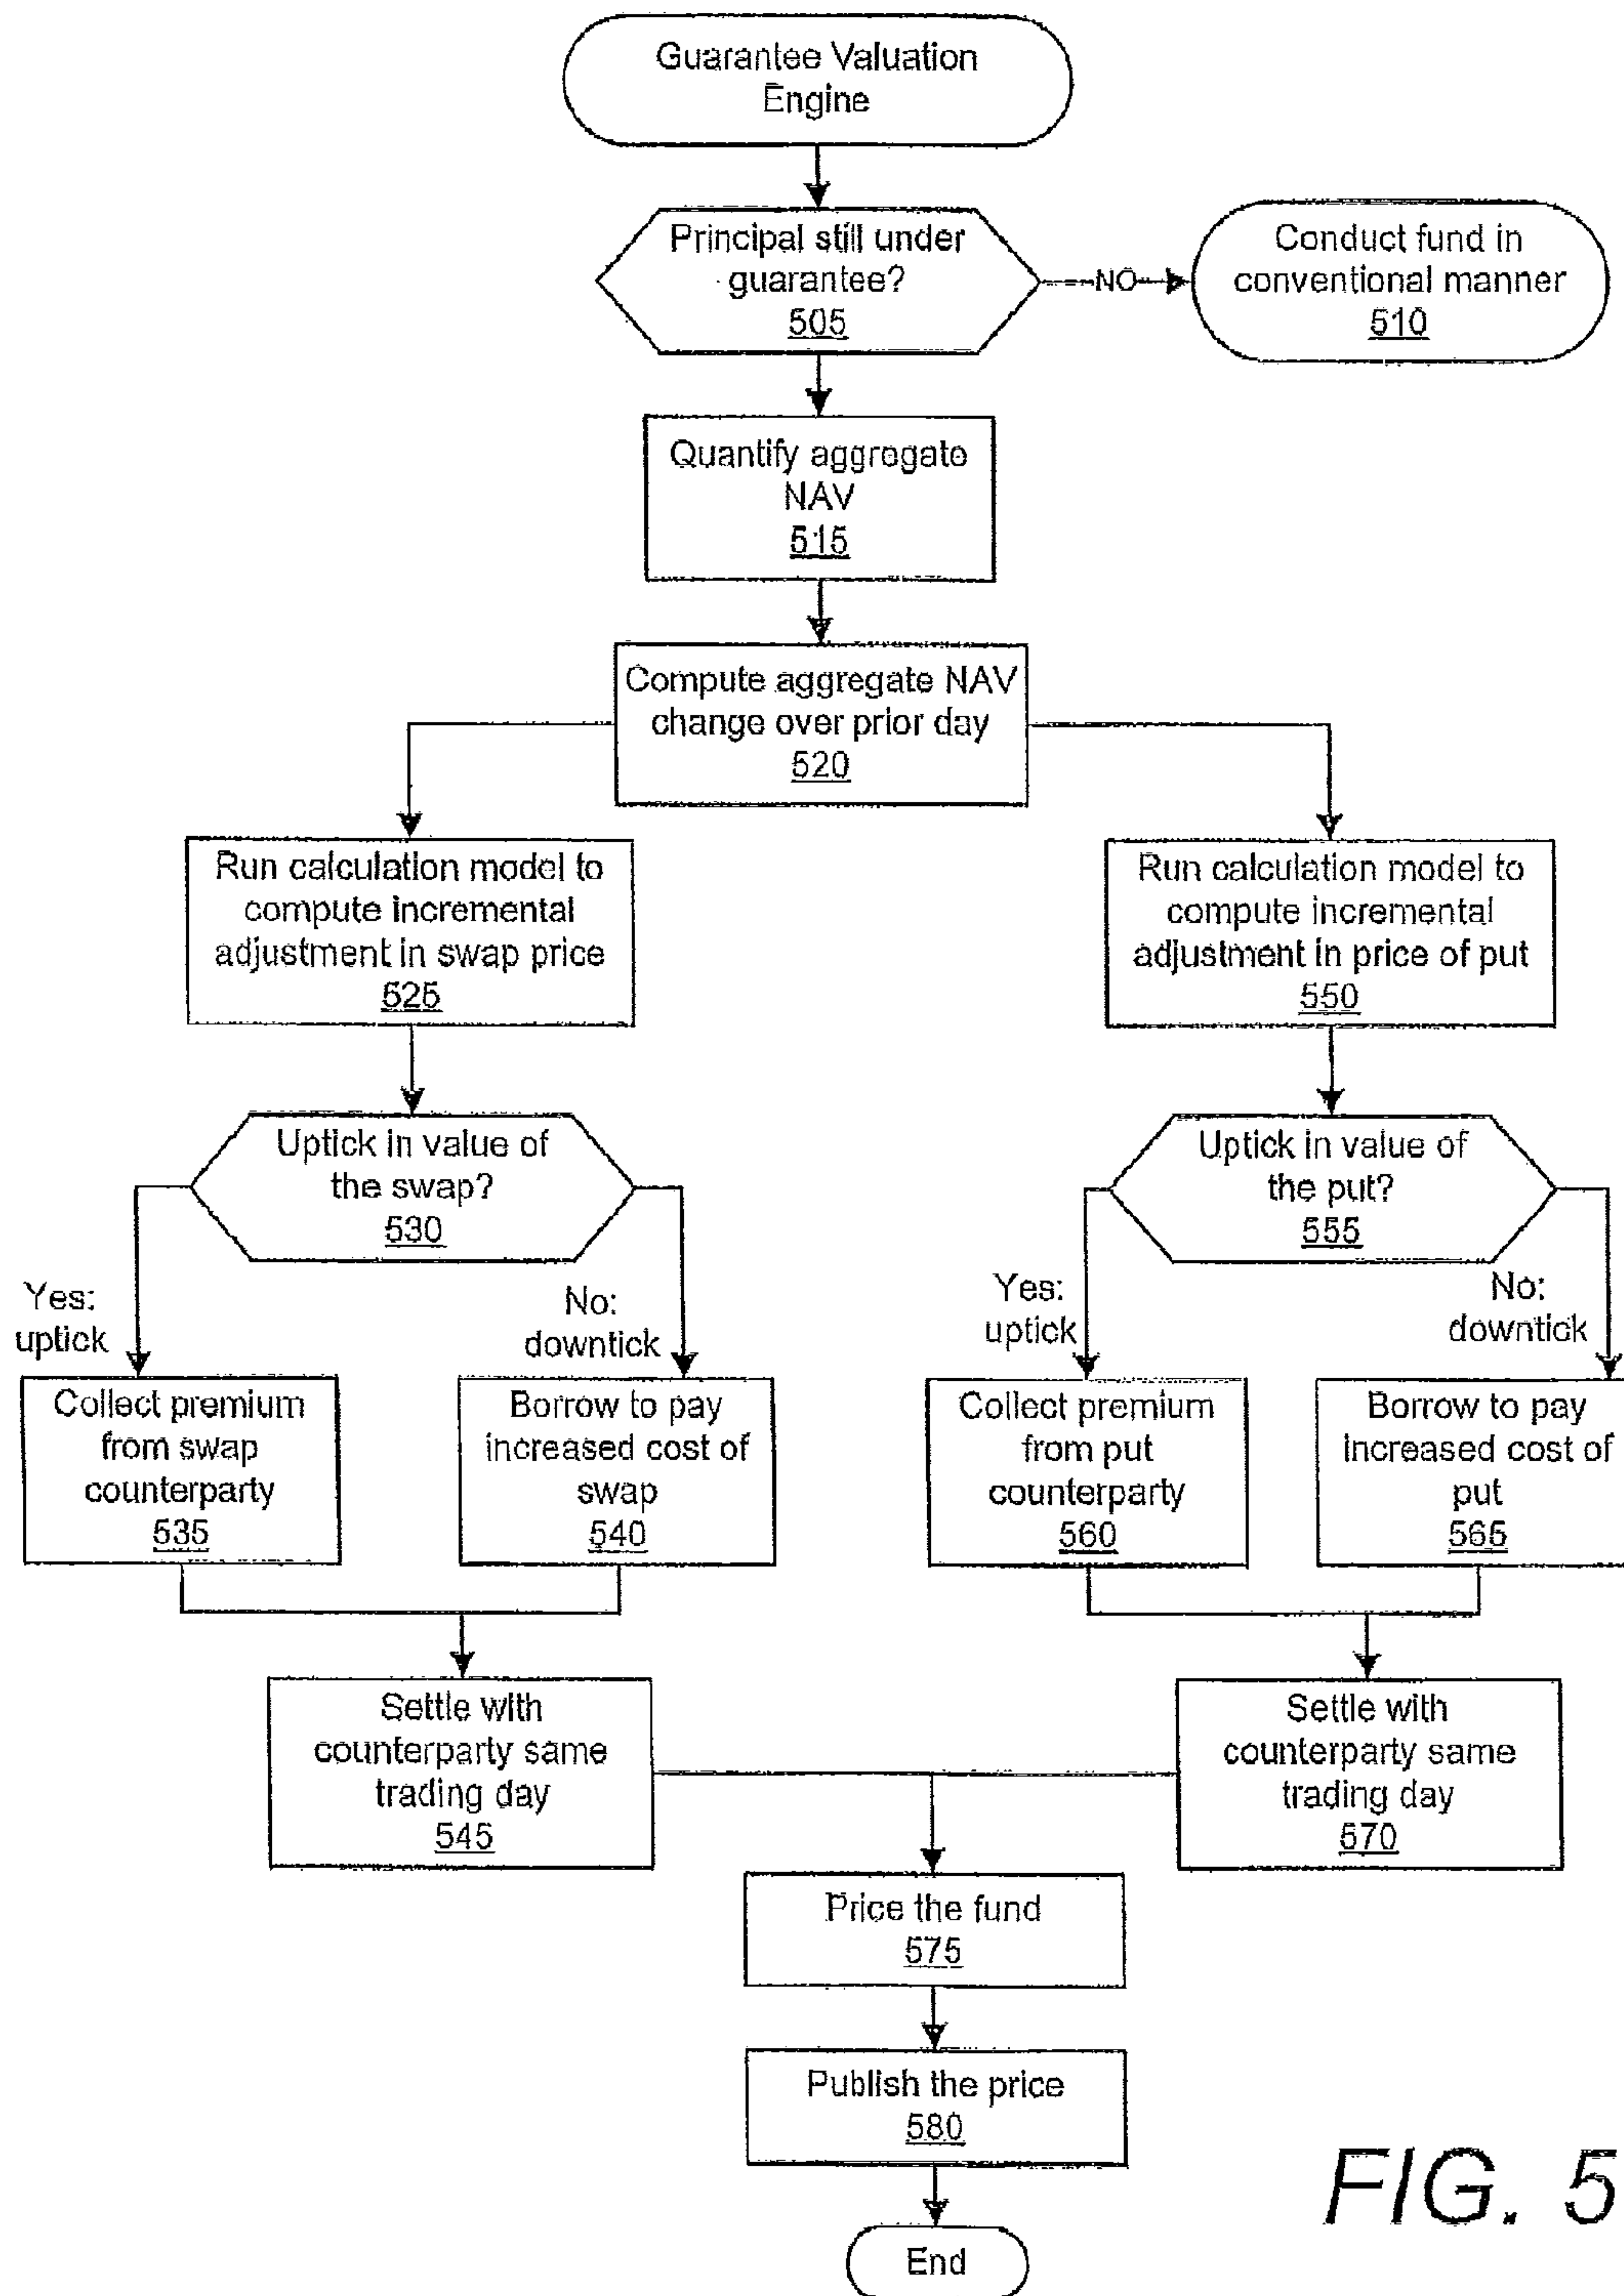 Guarantee Valuation
Engine
Principal still under
guarantee?
505
NO
Conduct fund in
conventional manner
510
Quantify aggregate
NAV
515
Compute aggregate NAV
change over prior day
520
Run calculation model to
compute incremental
adjustment in swap price
525
Run calculation model to
compute incremental
adjustment in price of put
550
Uptick in value of
the swap?
530
Uptick in value of
the put?
555
Yes:
uptick
No:
downtick
Yes:
uptick
No:
downtick
Collect premium
from swap
counterparty
535
Borrow to pay
increased cost of
swap
540
Collect premium
from put
counterparty
560
Borrow to pay
increased cost of
put
565
Settle with
counterparty same
trading day
545
Settle with
counterparty same
trading day
570
Price the fund
575
Publish the price
580
End
FIG. 5